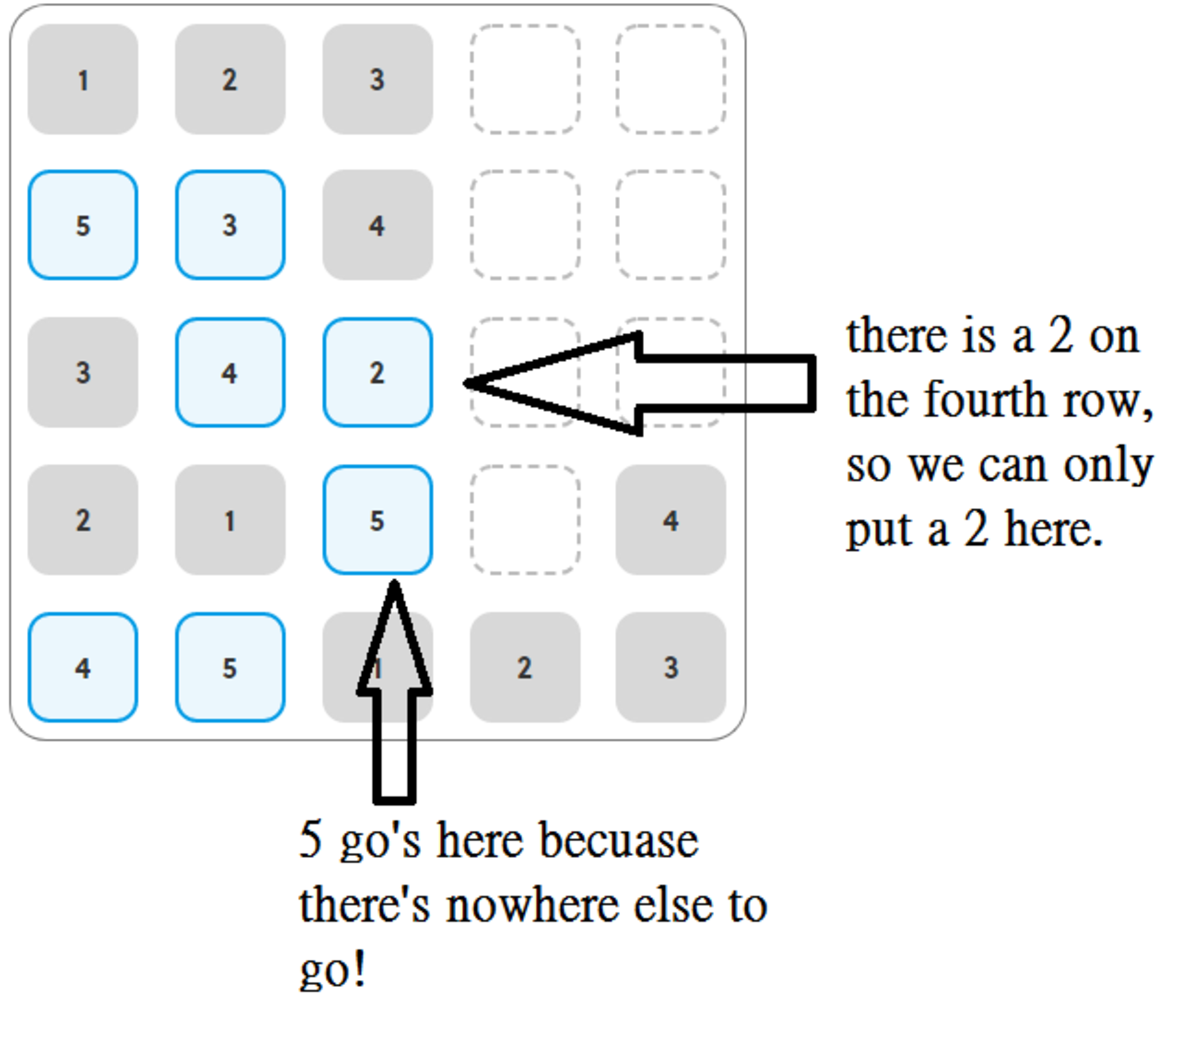 1 2 3
5 3 4
3 4 2
there is a 2 on
the fourth row,
so we can only
put a 2 here.
2 1 5 4
4 5 1 2 3
5 go's here becuase
there's nowhere else to
go!